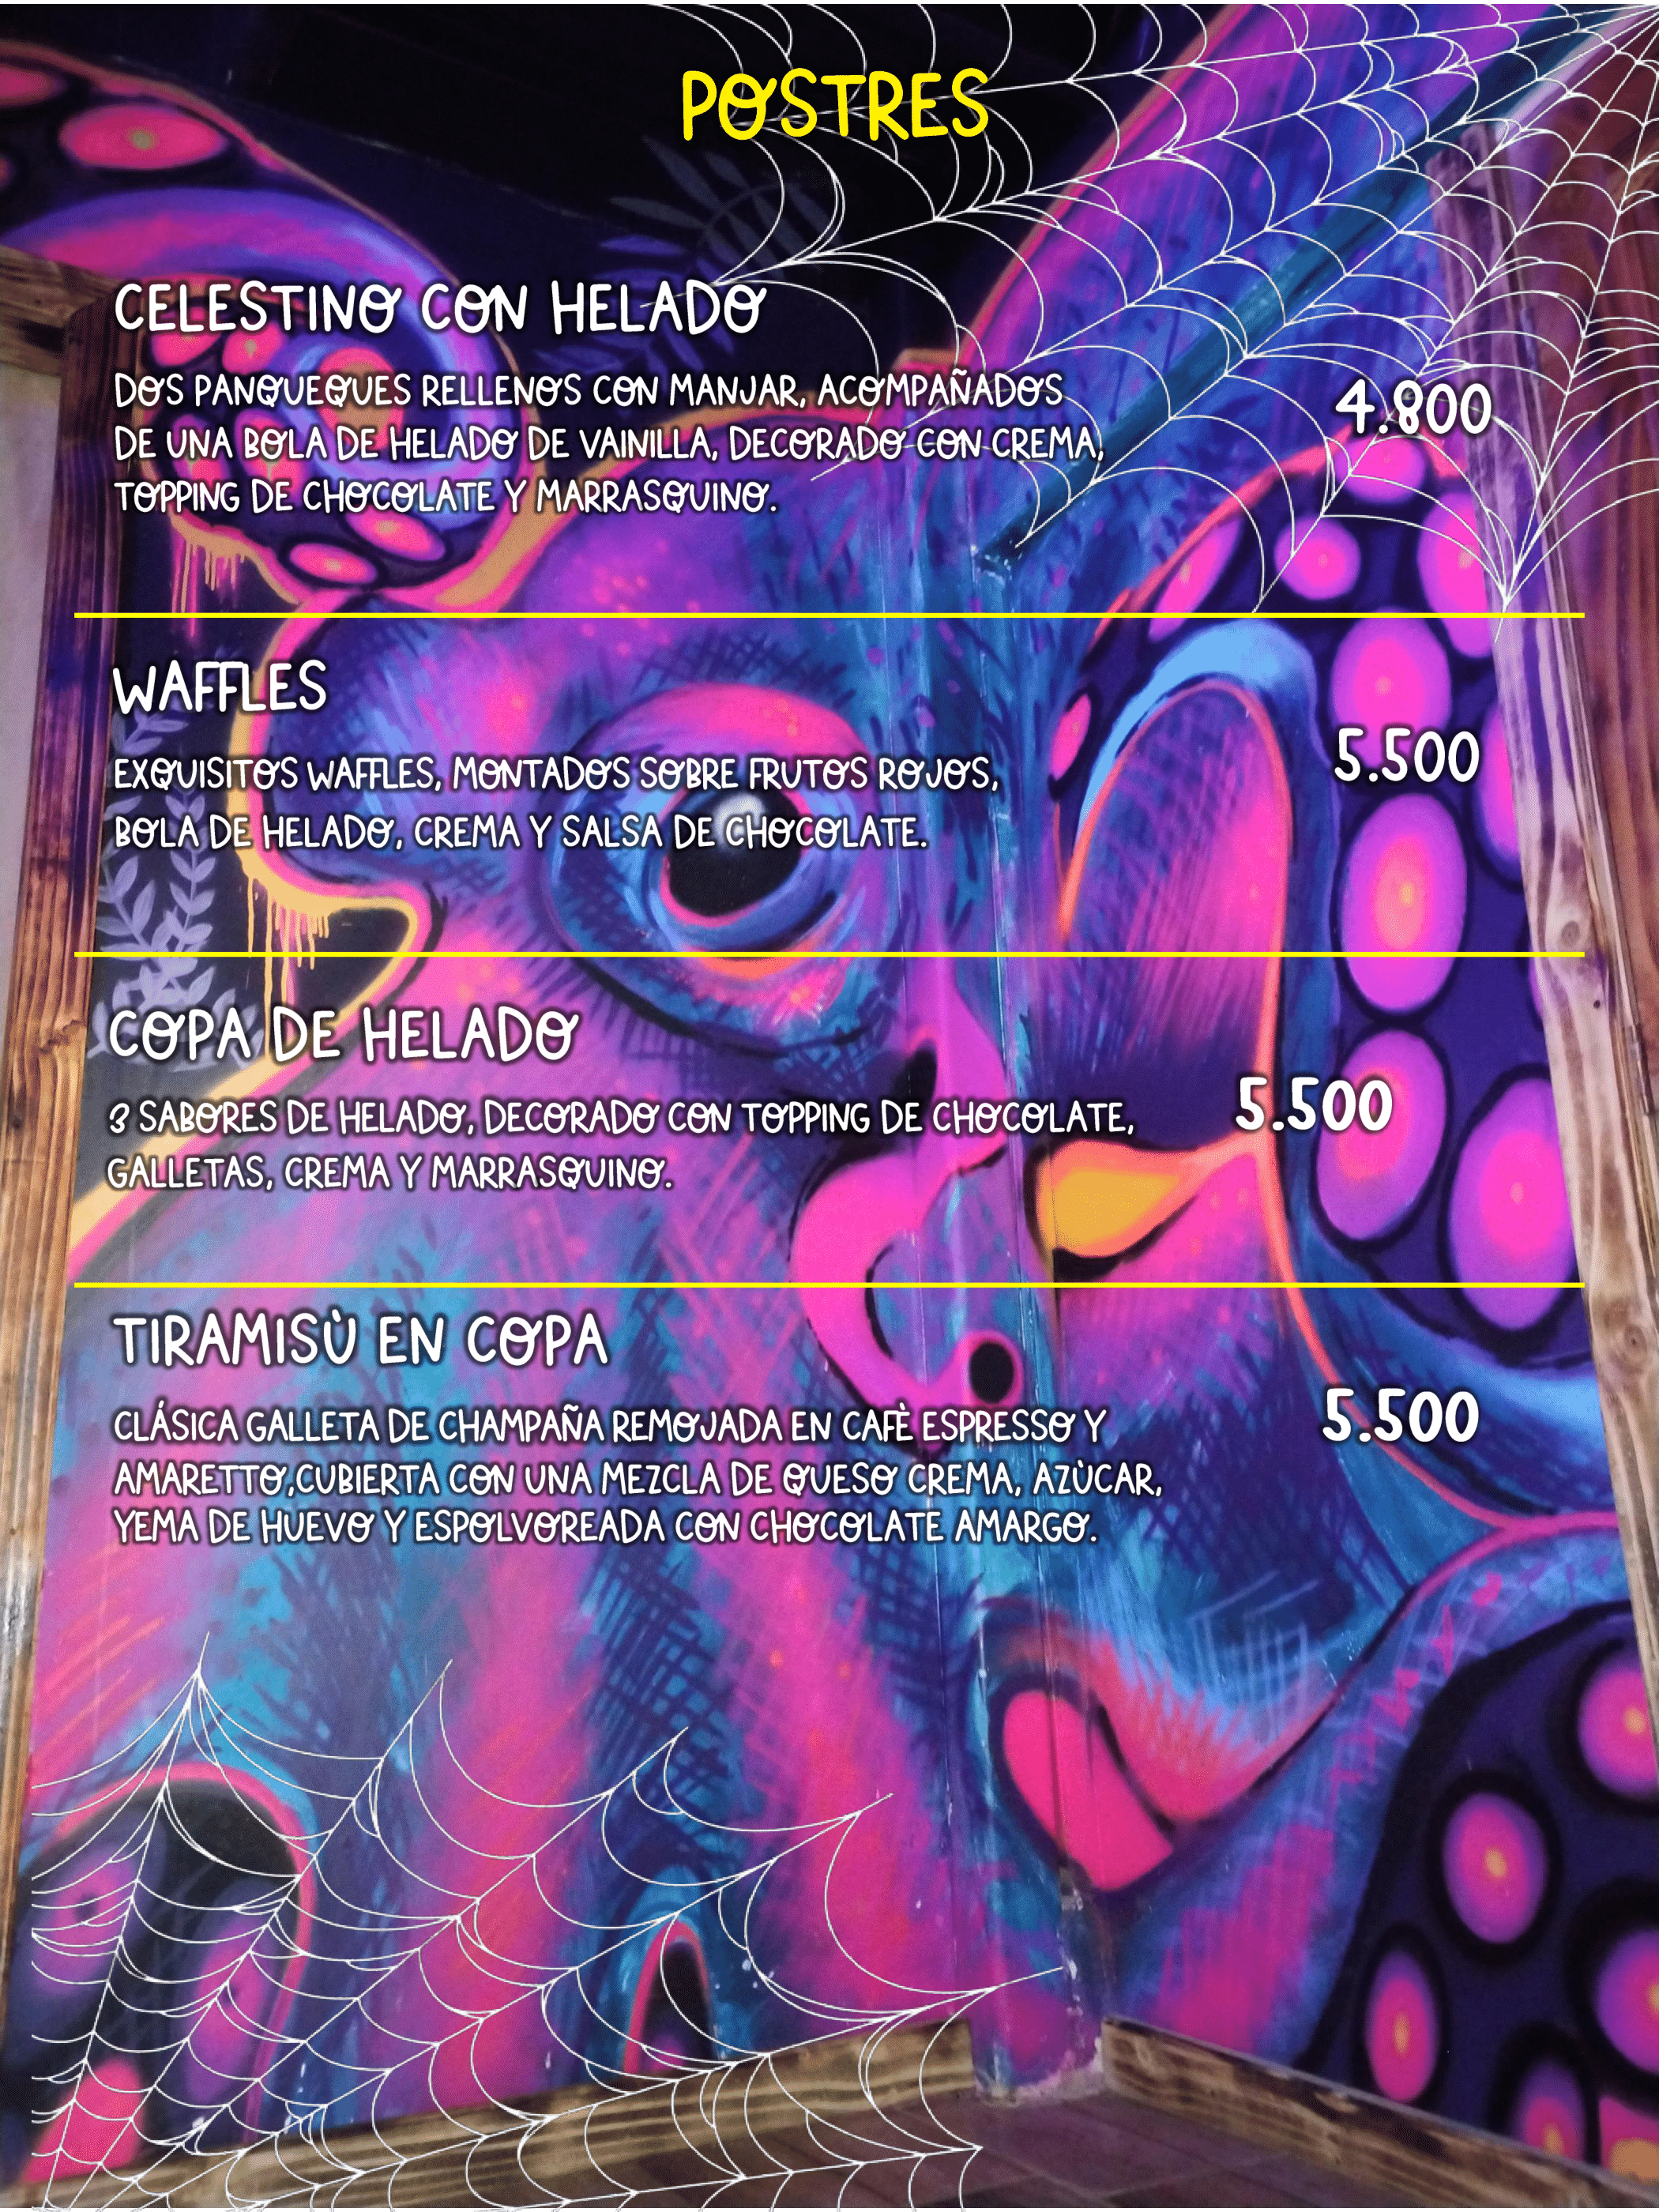 POSTRES
CELESTINO CON HELADO
DOS PANQUEQUES RELLENOS CON MANJAR, ACOMPAÑADOS
DE UNA BOLA DE HELADO DE VAINILLA, DECORADO CON CREMA,
TOPPING DE CHOCOLATE Y MARRASQUINO.
4.800
WAFFLES
EXQUISITOS WAFFLES, MONTADOS SOBRE FRUTOS ROJOS,
BOLA DE HELADO, CREMA Y SALSA DE CHOCOLATE.
5.500
COPA DE HELADO
3 SABORES DE HELADO, DECORADO CON TOPPING DE CHOCOLATE,
GALLETAS, CREMA Y MARRASQUINO.
5.500
TIRAMISÙ EN COPA
CLÁSICA GALLETA DE CHAMPAÑA REMOJADA EN CAFÈ ESPRESSO Y
AMARETTO,CUBIERTA CON UNA MEZCLA DE QUESO CREMA, AZÙCAR,
YEMA DE HUEVO Y ESPOLVOREADA CON CHOCOLATE AMARGO.
5.500